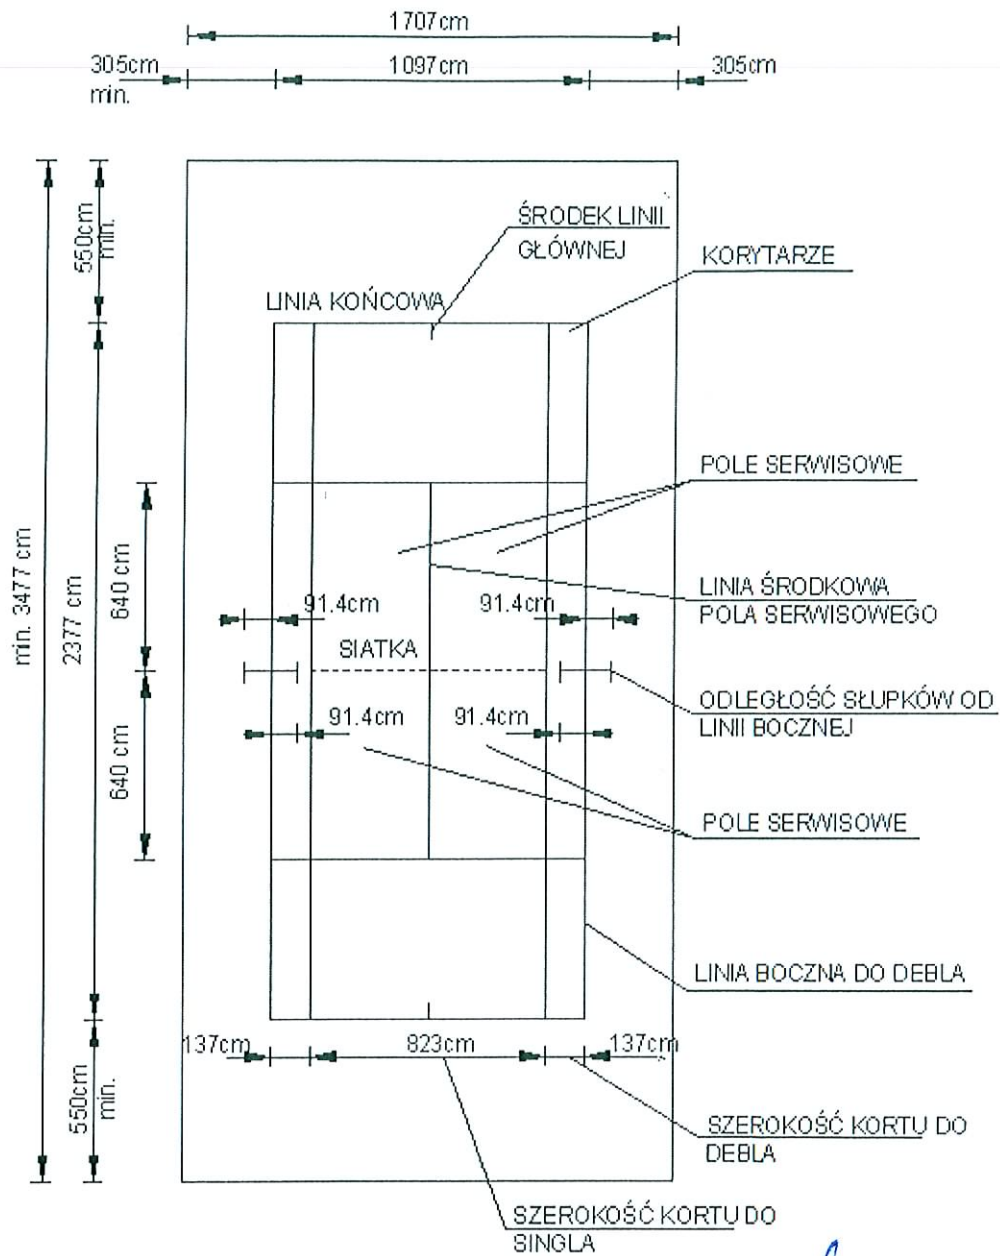 1707cm
305cm
min.
1097cm
305cm
550cm
min.
ŚRODEK LINII
GŁÓWNEJ
KORYTARZE
LINIA KOŃCOWA
POLE SERWISOWE
min. 3477 cm
2377 cm
640 cm
91.4cm
91.4cm
LINIA ŚRODKOWA
POLA SERWISOWEGO
SIATKA
ODLEGŁOŚĆ SŁUPKÓW OD
LINII BOCZNEJ
91.4cm
91.4cm
640 cm
POLE SERWISOWE
LINIA BOCZNA DO DEBLA
137cm
823cm
137cm
550cm
min.
SZEROKOŚĆ KORTU DO
DEBLA
SZEROKOŚĆ KORTU DO
SINGLA